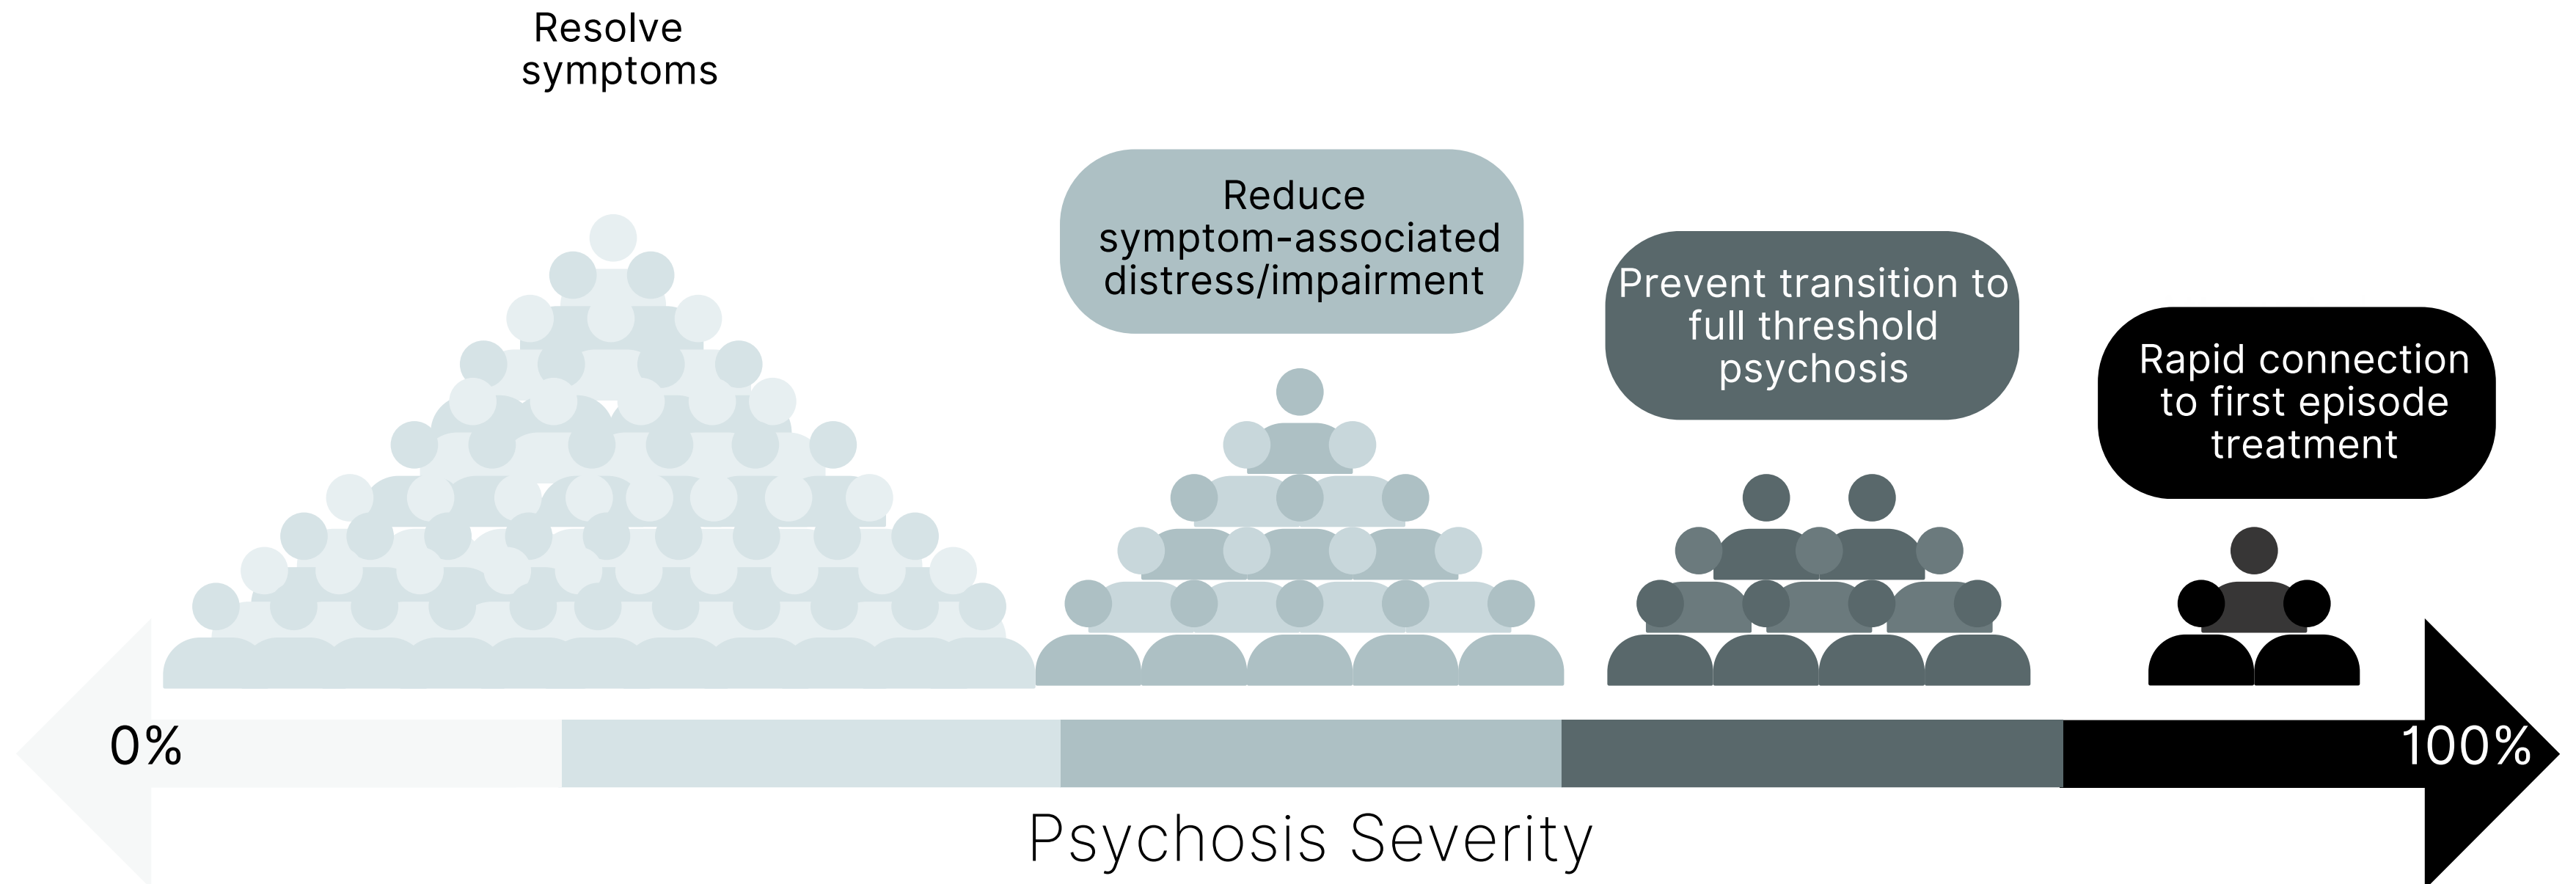 Resolve
symptoms
Reduce
symptom-associated
distress/impairment
Prevent transition to
full threshold
psychosis
Rapid connection
to first episode
treatment
0%
100%
Psychosis Severity